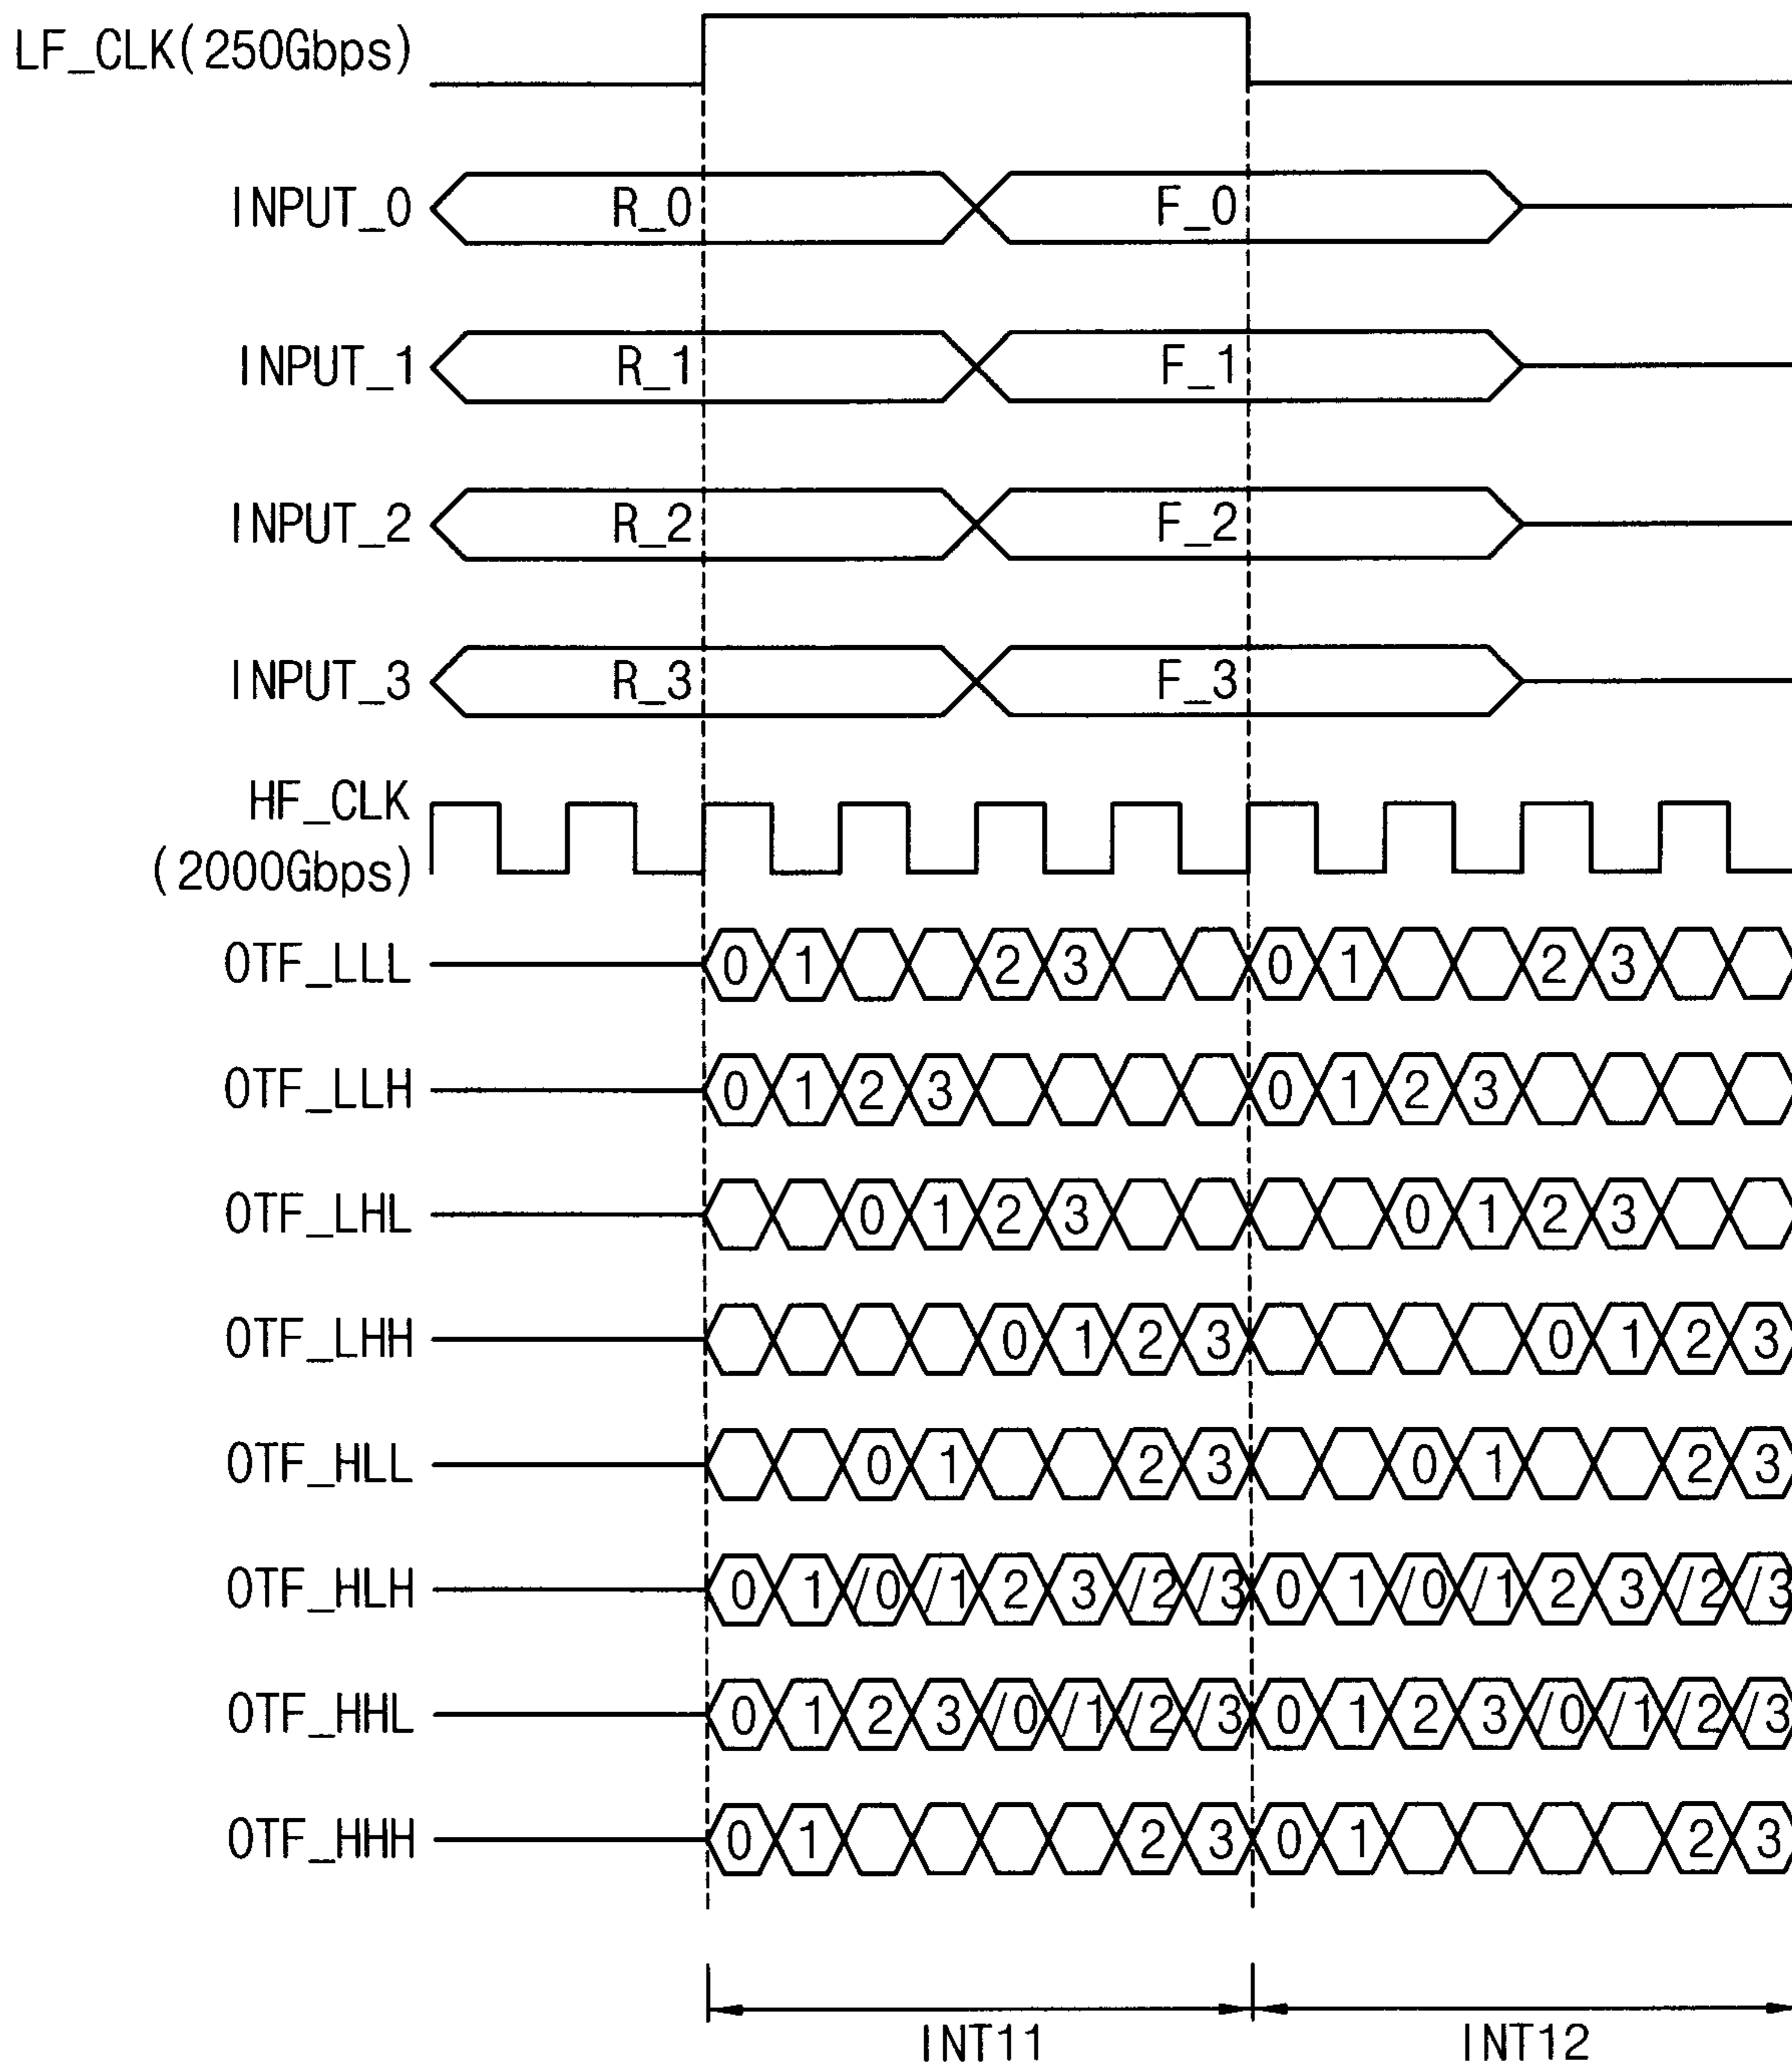 LF_CLK(250Gbps)
INPUT_0 R_0 F_0
INPUT_1 R_1 F_1
INPUT_2 R_2 F_2
INPUT_3 R_3 F_3
HF_CLK
(2000Gbps)
OTF_LLL 0 1 2 3 0 1 2 3
OTF_LLH 0 1 2 3 0 1 2 3
OTF_LHL 0 1 2 3 0 1 2 3
OTF_LHH 0 1 2 3 0 1 2 3
OTF_HLL 0 1 2 3 0 1 2 3
OTF_HLH 0 1 /0 /1 2 3 /2 /3 0 1 /0 /1 2 3 /2 /3
OTF_HHL 0 1 2 3 /0 /1 /2 /3 0 1 2 3 /0 /1 /2 /3
OTF_HHH 0 1 2 3 0 1 2 3
INT11 INT12